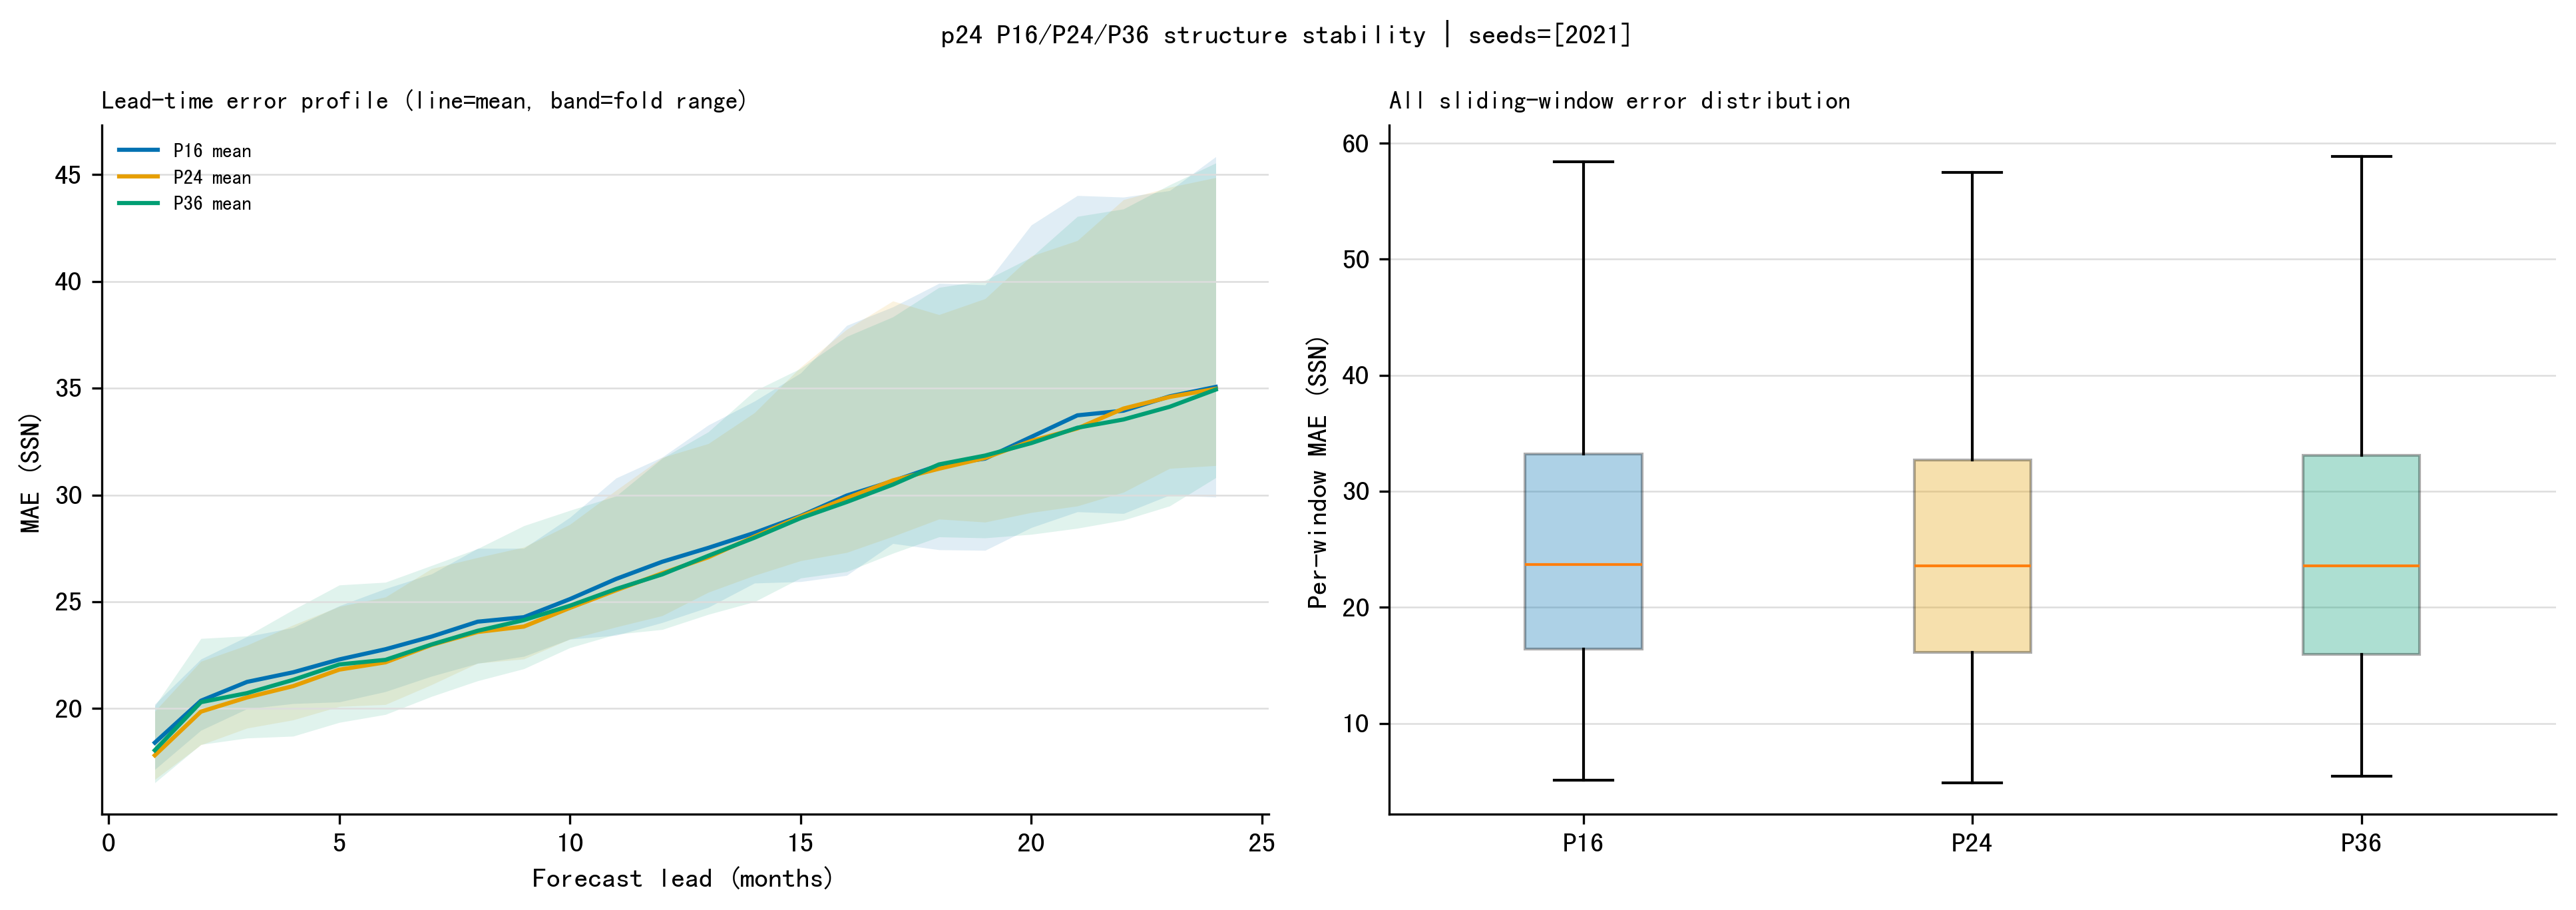 p24 P16/P24/P36 structure stability | seeds=[2021]
Lead-time error profile (line=mean, band=fold range)
P16 mean
P24 mean
P36 mean
45
40
35
30
25
20
MAE (SSN)
0 5 10 15 20 25
Forecast lead (months)
All sliding-window error distribution
60
50
40
30
20
10
Per-window MAE (SSN)
P16 P24 P36